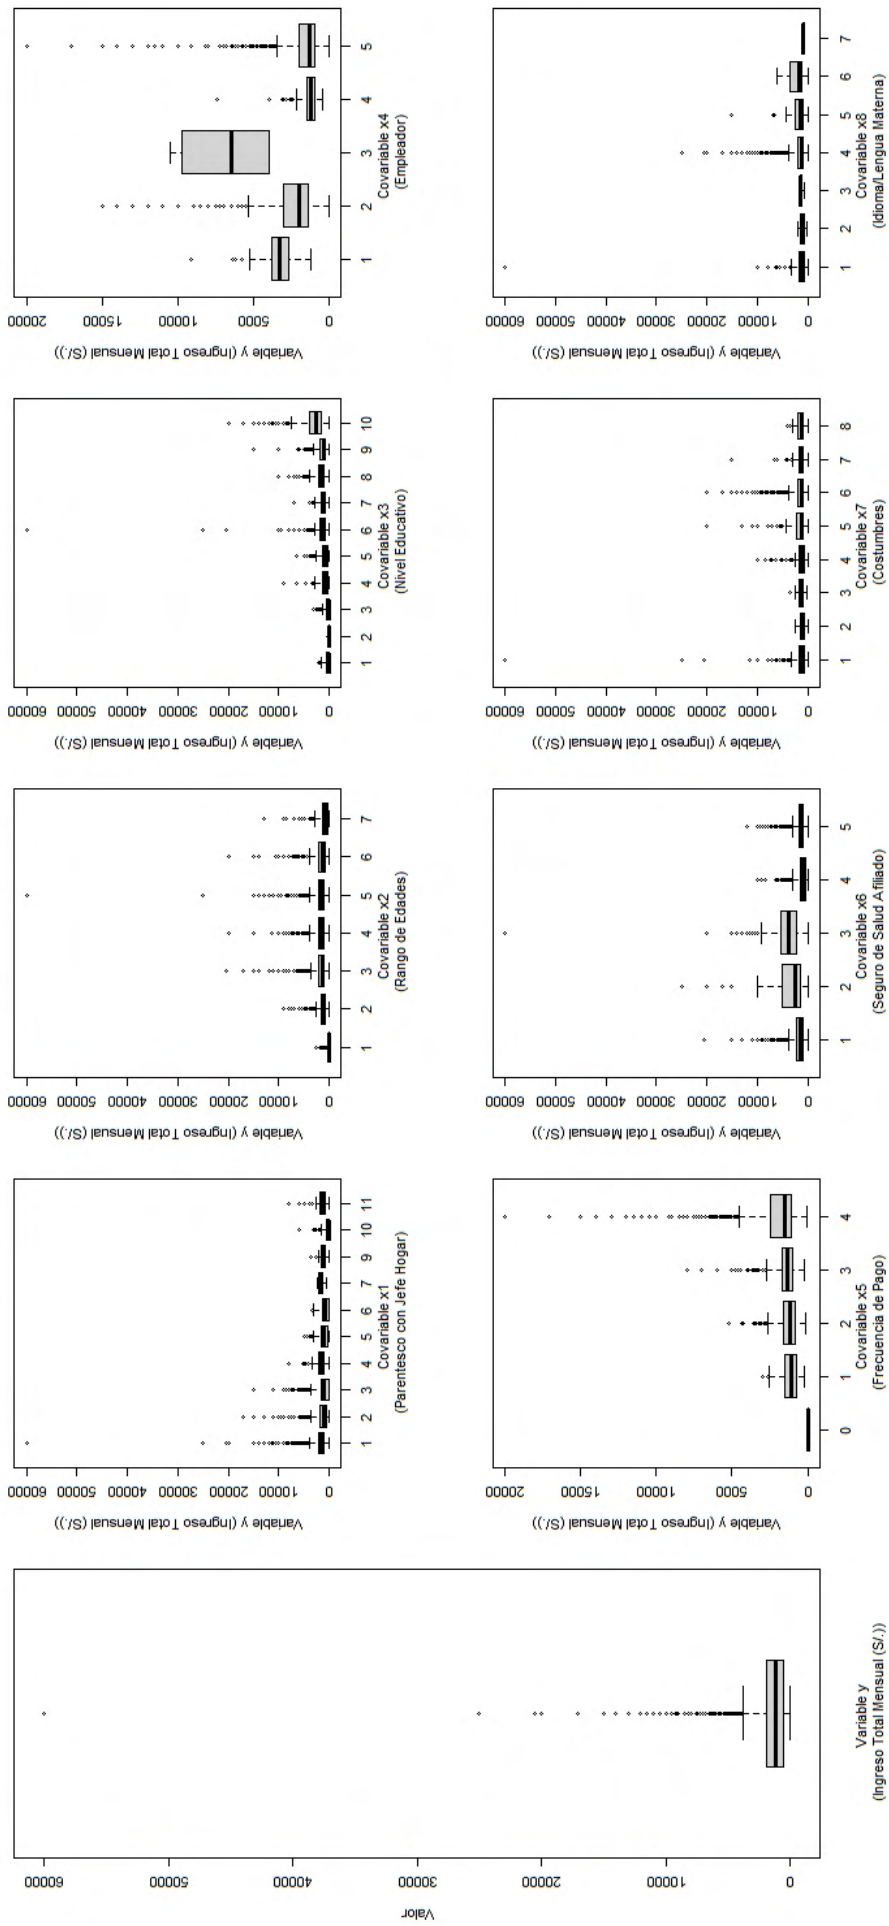 Valor
0 10000 20000 30000 40000 50000 60000
Variable y
(Ingreso Total Mensual (S/.))
Variable y (Ingreso Total Mensual (S/.))
0 10000 20000 30000 40000 50000 60000
1 2 3 4 5 6 7 9 10 11
Covariable x1
(Parentesco con Jefe Hogar)
Variable y (Ingreso Total Mensual (S/.))
0 10000 20000 30000 40000 50000 60000
1 2 3 4 5 6 7
Covariable x2
(Rango de Edades)
Variable y (Ingreso Total Mensual (S/.))
0 10000 20000 30000 40000 50000 60000
1 2 3 4 5 6 7 8 9 10
Covariable x3
(Nivel Educativo)
Variable y (Ingreso Total Mensual (S/.))
0 5000 10000 15000 20000
1 2 3 4 5
Covariable x4
(Empleador)
Variable y (Ingreso Total Mensual (S/.))
0 5000 10000 15000 20000
0 1 2 3 4
Covariable x5
(Frecuencia de Pago)
Variable y (Ingreso Total Mensual (S/.))
0 10000 20000 30000 40000 50000 60000
1 2 3 4 5
Covariable x6
(Seguro de Salud Afiliado)
Variable y (Ingreso Total Mensual (S/.))
0 10000 20000 30000 40000 50000 60000
1 2 3 4 5 6 7 8
Covariable x7
(Costumbres)
Variable y (Ingreso Total Mensual (S/.))
0 10000 20000 30000 40000 50000 60000
1 2 3 4 5 6 7
Covariable x8
(Idioma/Lengua Materna)